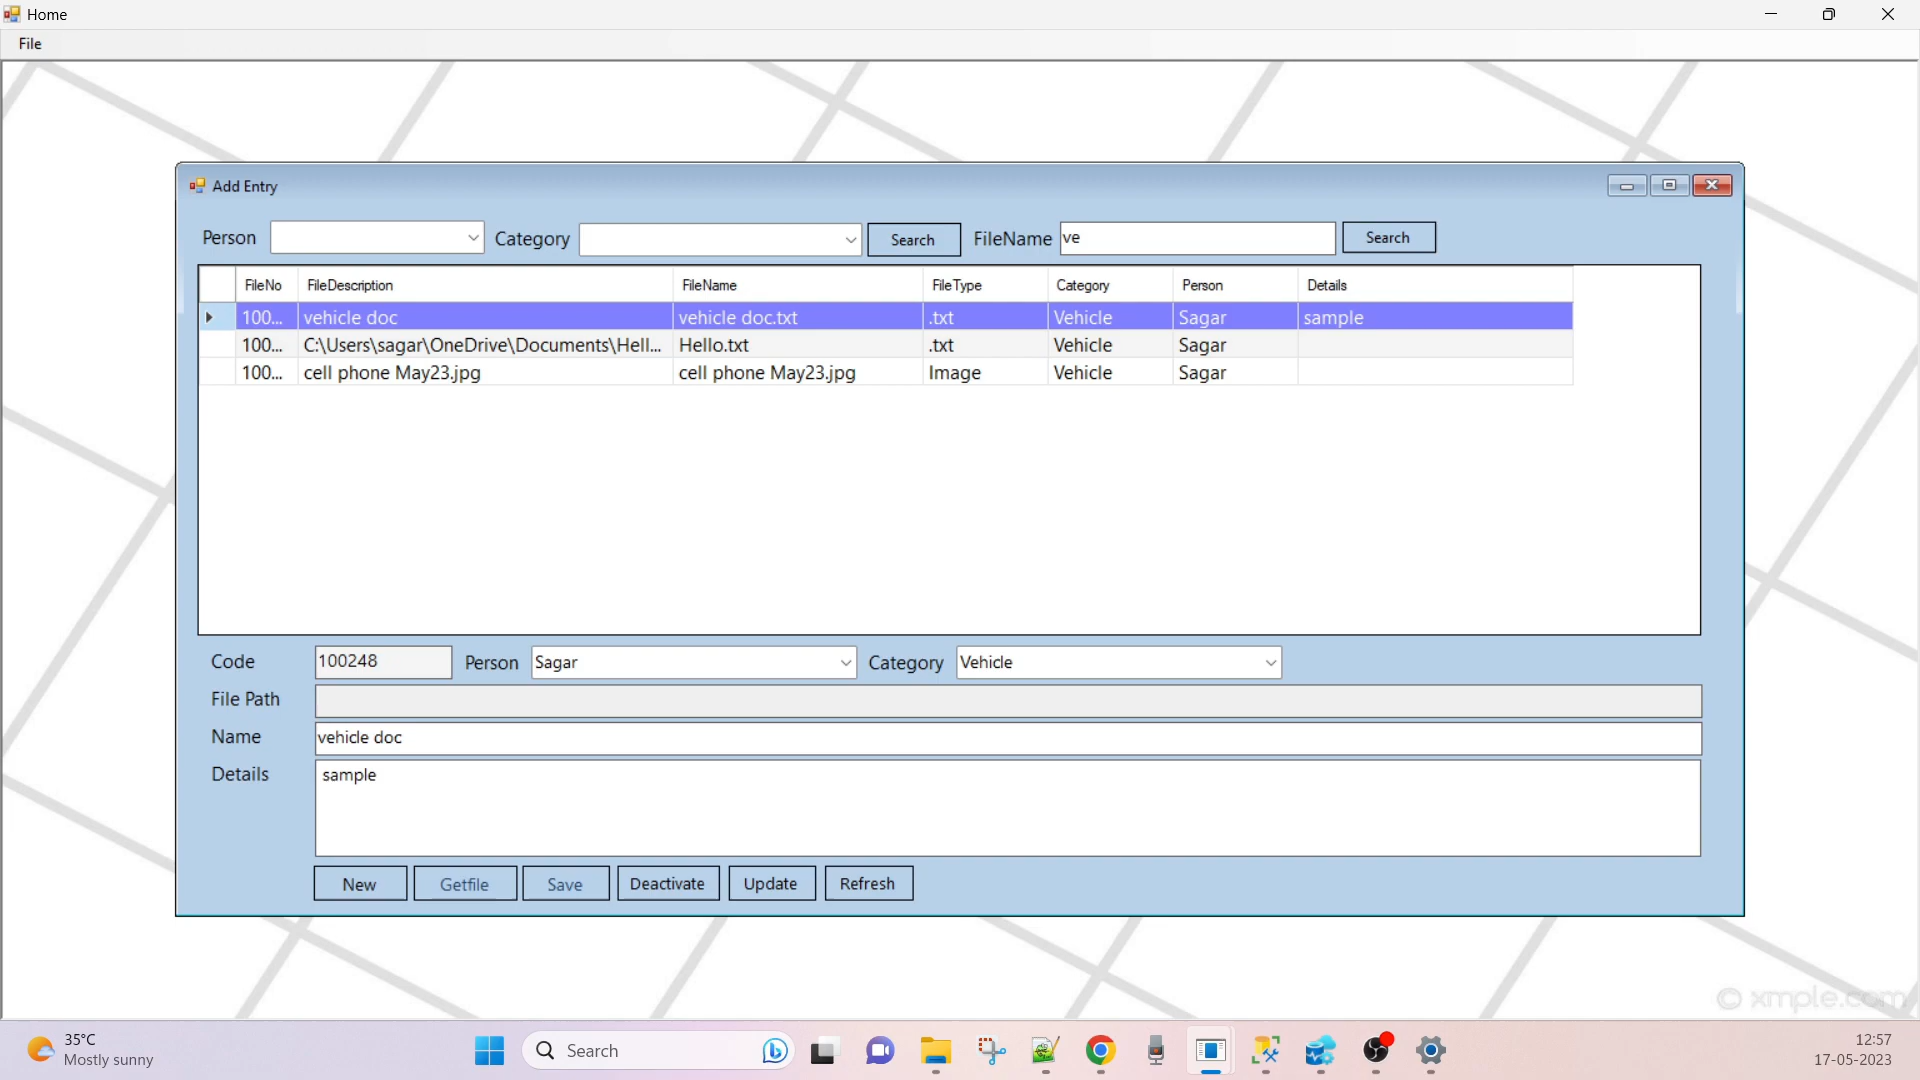 Home
File
Add Entry
Person Category Search FileName ve Search
FileNo FileDescription FileName FileType Category Person Details
100... vehicle doc vehicle doc.txt .txt Vehicle Sagar sample
100... C:\Users\sagar\OneDrive\Documents\Hell... Hello.txt .txt Vehicle Sagar
100... cell phone May23.jpg cell phone May23.jpg Image Vehicle Sagar
Code 100248 Person Sagar Category Vehicle
File Path
Name vehicle doc
Details sample
New Getfile Save Deactivate Update Refresh
© xmple.com
35°C
Mostly sunny
Search
12:57
17-05-2023